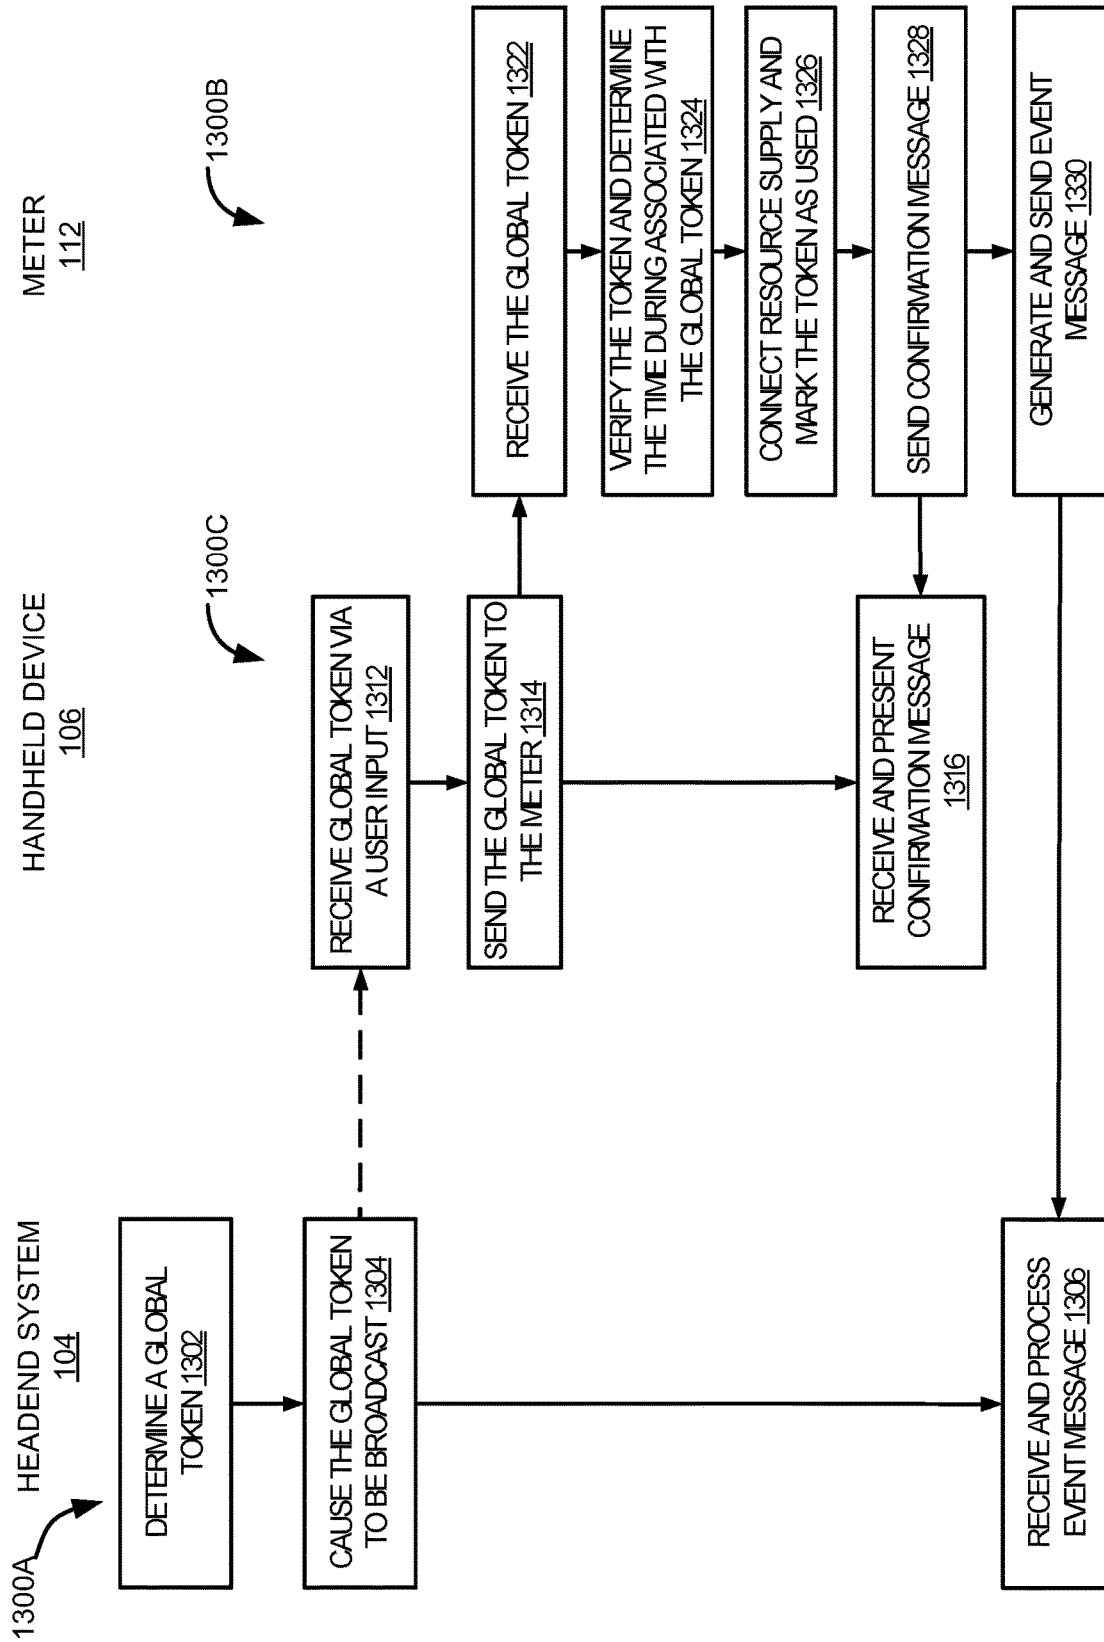 1300A
HEADEND SYSTEM
104
DETERMINE A GLOBAL
TOKEN 1302
CAUSE THE GLOBAL TOKEN
TO BE BROADCAST 1304
RECEIVE AND PROCESS
EVENT MESSAGE 1306
HANDHELD DEVICE
106
1300C
RECEIVE GLOBAL TOKEN VIA
A USER INPUT 1312
SEND THE GLOBAL TOKEN TO
THE METER 1314
RECEIVE AND PRESENT
CONFIRMATION MESSAGE
1316
METER
112
1300B
RECEIVE THE GLOBAL TOKEN 1322
VERIFY THE TOKEN AND DETERMINE
THE TIME DURING ASSOCIATED WITH
THE GLOBAL TOKEN 1324
CONNECT RESOURCE SUPPLY AND
MARK THE TOKEN AS USED 1326
SEND CONFIRMATION MESSAGE 1328
GENERATE AND SEND EVENT
MESSAGE 1330